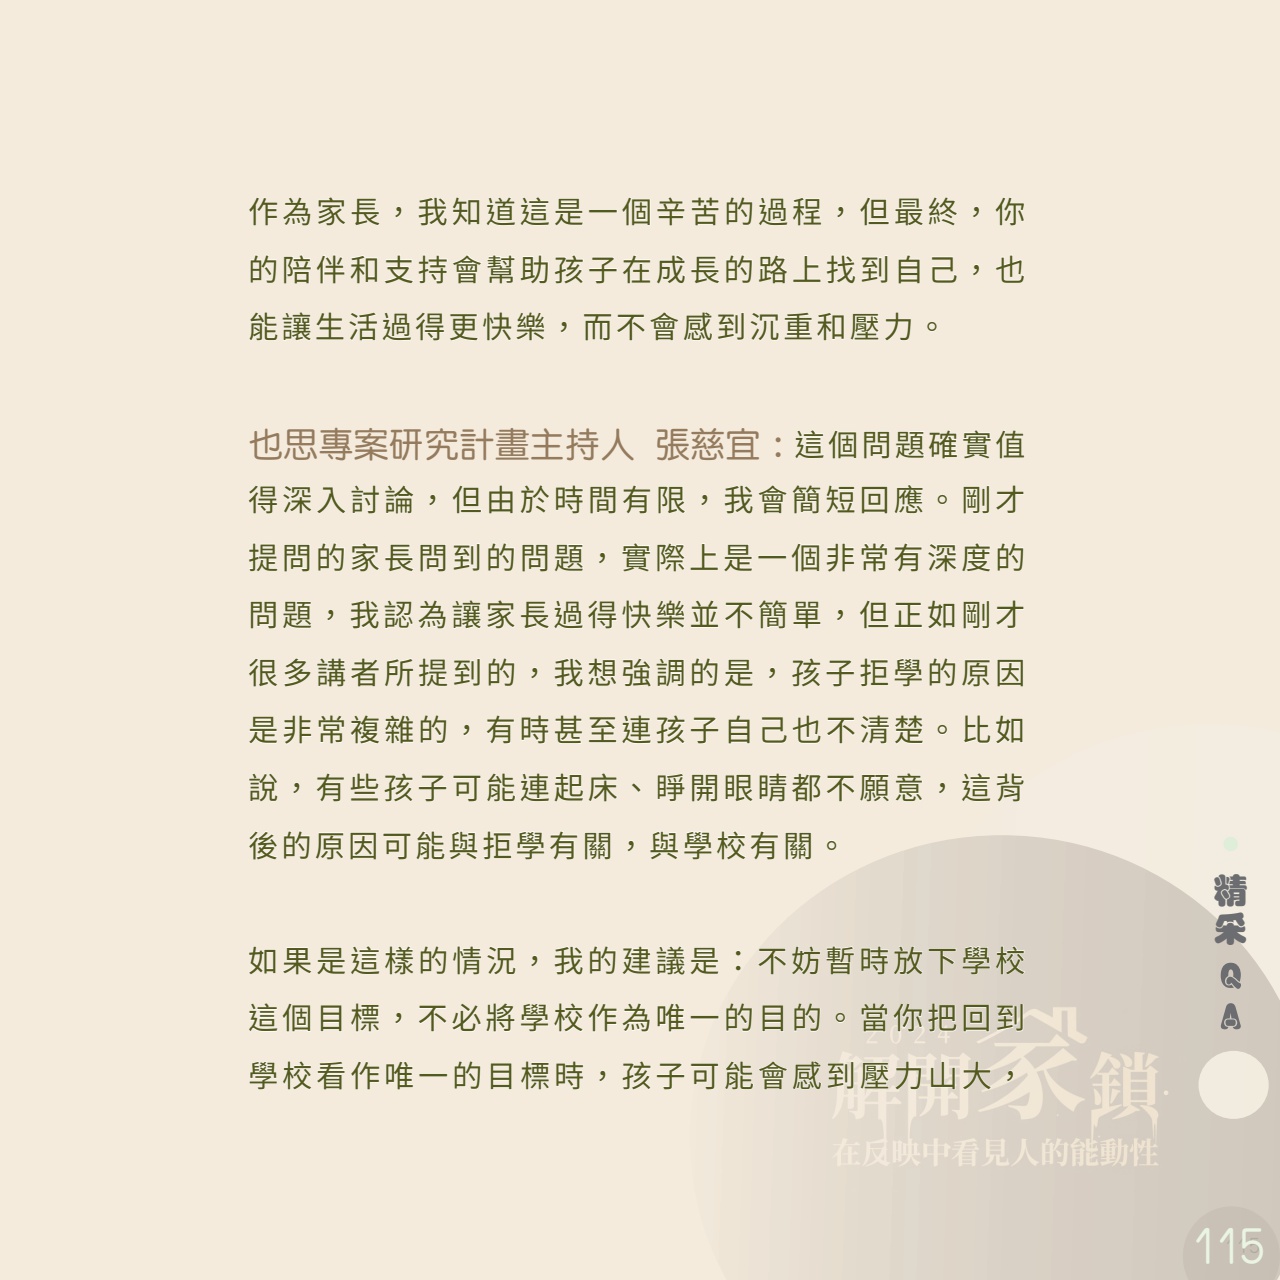 作為家長，我知道這是一個辛苦的過程，但最終，你
的陪伴和支持會幫助孩子在成長的路上找到自己，也
能讓生活過得更快樂，而不會感到沉重和壓力。
也思專案研究計畫主持人 張慈宜：這個問題確實值
得深入討論，但由於時間有限，我會簡短回應。剛才
提問的家長問到的問題，實際上是一個非常有深度的
問題，我認為讓家長過得快樂並不簡單，但正如剛才
很多講者所提到的，我想強調的是，孩子拒學的原因
是非常複雜的，有時甚至連孩子自己也不清楚。比如
說，有些孩子可能連起床、睜開眼睛都不願意，這背
後的原因可能與拒學有關，與學校有關。
如果是這樣的情況，我的建議是：不妨暫時放下學校
這個目標，不必將學校作為唯一的目的。當你把回到
學校看作唯一的目標時，孩子可能會感到壓力山大，
2024
解開家鎖
在反映中看見人的能動性
精采QA
115